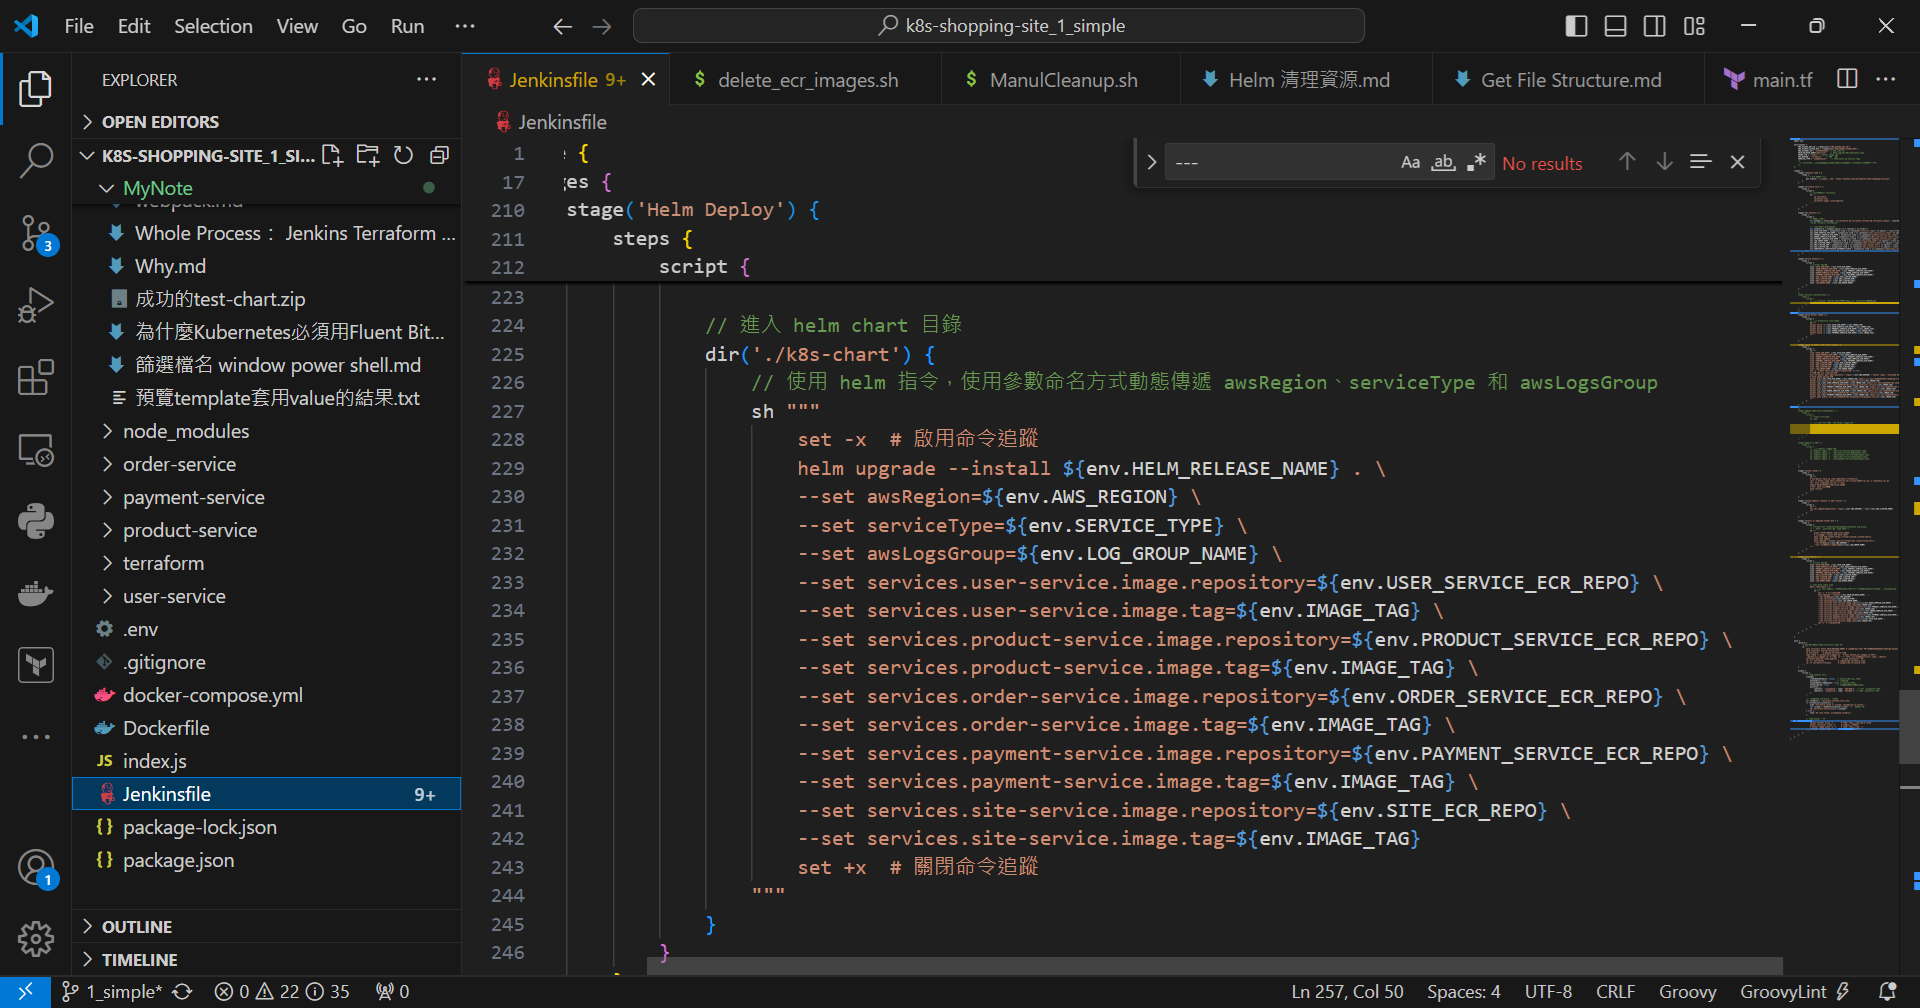 File Edit Selection View Go Run ··· k8s-shopping-site_1_simple
EXPLORER ···
OPEN EDITORS
K8S-SHOPPING-SITE_1_SI...
MyNote
webpack.md
Whole Process : Jenkins Terraform ...
Why.md
成功的test-chart.zip
為什麼Kubernetes必須用Fluent Bit...
篩選檔名 window power shell.md
預覽template套用value的結果.txt
node_modules
order-service
payment-service
product-service
terraform
user-service
.env
.gitignore
docker-compose.yml
Dockerfile
JS index.js
Jenkinsfile 9+
{} package-lock.json
{} package.json
OUTLINE
TIMELINE
3
1
Jenkinsfile 9+ $ delete_ecr_images.sh $ ManulCleanup.sh Helm 清理資源.md Get File Structure.md main.tf ···
Jenkinsfile
--- Aa ab .* No results
1 {
17 ges {
210 stage('Helm Deploy') {
211 steps {
212 script {
223
224 // 進入 helm chart 目錄
225 dir('./k8s-chart') {
226 // 使用 helm 指令，使用參數命名方式動態傳遞 awsRegion、serviceType 和 awsLogsGroup
227 sh """
228 set -x # 啟用命令追蹤
229 helm upgrade --install ${env.HELM_RELEASE_NAME} . \
230 --set awsRegion=${env.AWS_REGION} \
231 --set serviceType=${env.SERVICE_TYPE} \
232 --set awsLogsGroup=${env.LOG_GROUP_NAME} \
233 --set services.user-service.image.repository=${env.USER_SERVICE_ECR_REPO} \
234 --set services.user-service.image.tag=${env.IMAGE_TAG} \
235 --set services.product-service.image.repository=${env.PRODUCT_SERVICE_ECR_REPO} \
236 --set services.product-service.image.tag=${env.IMAGE_TAG} \
237 --set services.order-service.image.repository=${env.ORDER_SERVICE_ECR_REPO} \
238 --set services.order-service.image.tag=${env.IMAGE_TAG} \
239 --set services.payment-service.image.repository=${env.PAYMENT_SERVICE_ECR_REPO} \
240 --set services.payment-service.image.tag=${env.IMAGE_TAG} \
241 --set services.site-service.image.repository=${env.SITE_ECR_REPO} \
242 --set services.site-service.image.tag=${env.IMAGE_TAG}
243 set +x # 關閉命令追蹤
244 """
245 }
246 }
1_simple* 0 22 35 0 Ln 257, Col 50 Spaces: 4 UTF-8 CRLF Groovy GroovyLint